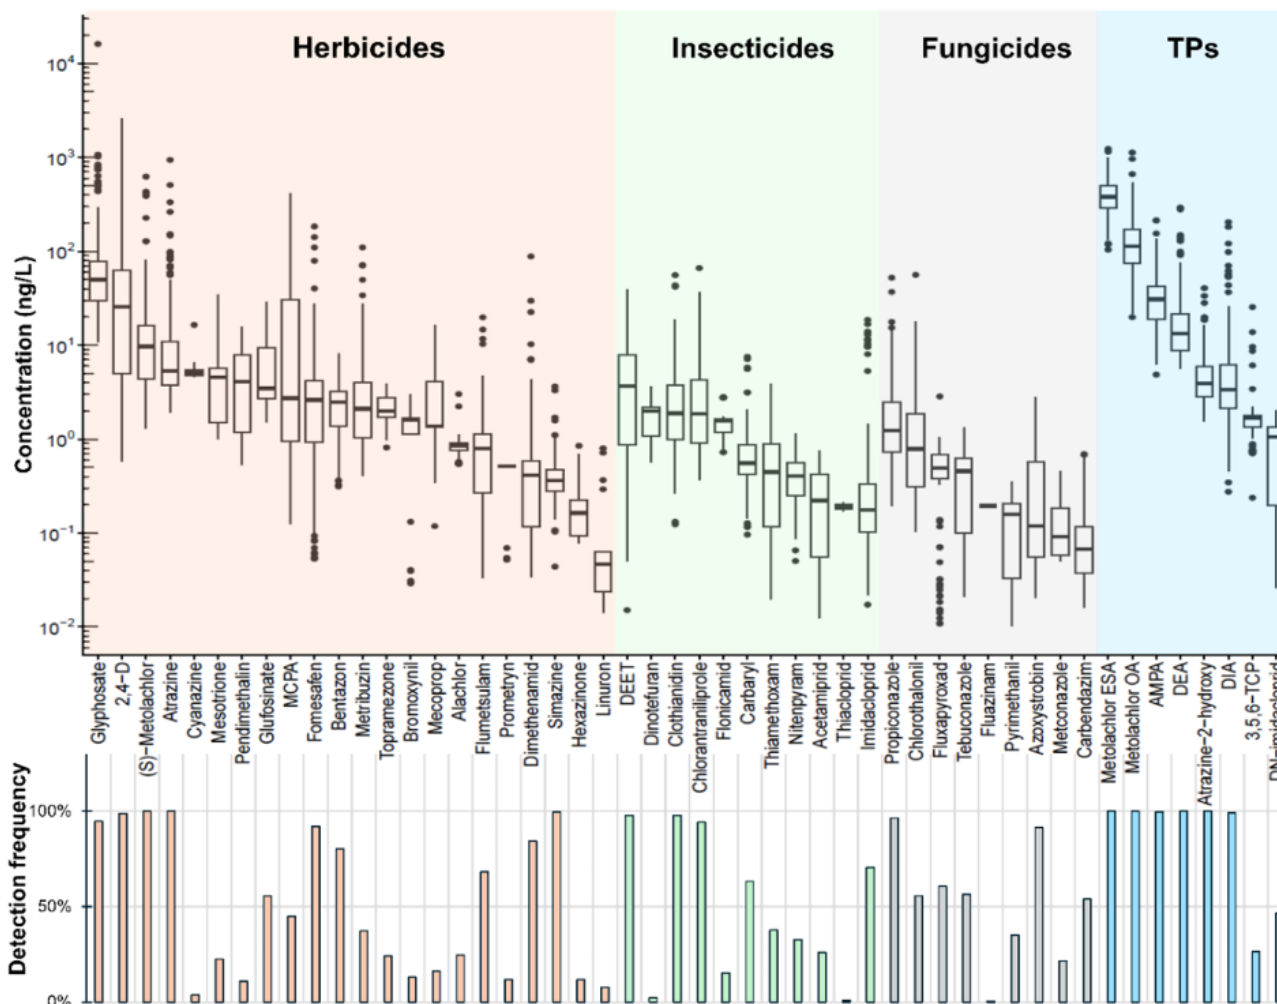 Herbicides Insecticides Fungicides TPs
Concentration (ng/L)
10⁴
10³
10²
10¹
10⁰
10⁻¹
10⁻²
Glyphosate
2,4-D
(S)-Metolachlor
Atrazine
Cyanazine
Mesotrione
Pendimethalin
Glufosinate
MCPA
Fomesafen
Bentazon
Metribuzin
Topramezone
Bromoxynil
Mecoprop
Alachlor
Flumetsulam
Prometryn
Dimethenamid
Simazine
Hexazinone
Linuron
DEET
Dinotefuran
Clothianidin
Chlorantraniliprole
Flonicamid
Carbaryl
Thiamethoxam
Nitenpyram
Acetamiprid
Thiacloprid
Imidacloprid
Propiconazole
Chlorothalonil
Fluxapyroxad
Tebuconazole
Fluazinam
Pyrimethanil
Azoxystrobin
Metconazole
Carbendazim
Metolachlor ESA
Metolachlor OA
AMPA
DEA
Atrazine-2-hydroxy
DIA
3,5,6-TCP
DN-imidacloprid
Detection frequency
100%
50%
0%